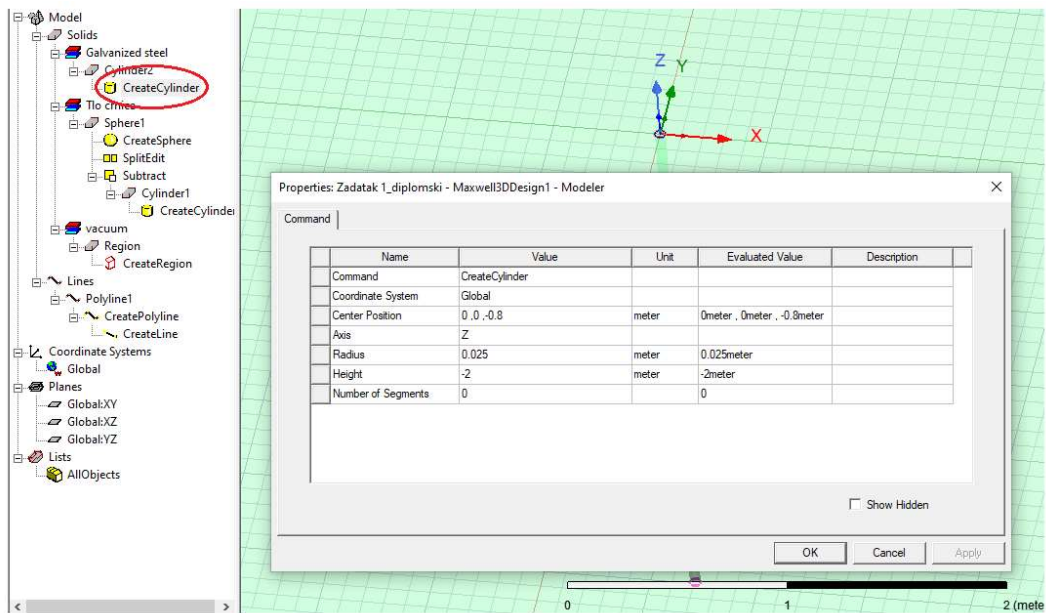 Model
Solids
Galvanized steel
Cylinder2
CreateCylinder
Tlo crnice
Sphere1
CreateSphere
SplitEdit
Subtract
Cylinder1
CreateCylinder
vacuum
Region
CreateRegion
Lines
Polyline1
CreatePolyline
CreateLine
Coordinate Systems
Global
Planes
Global:XY
Global:XZ
Global:YZ
Lists
AllObjects
Z Y
X
Properties: Zadatak 1_diplomski - Maxwell3DDesign1 - Modeler
Command
Name Value Unit Evaluated Value Description
Command CreateCylinder
Coordinate System Global
Center Position 0 ,0 ,-0.8 meter 0meter , 0meter , -0.8meter
Axis Z
Radius 0.025 meter 0.025meter
Height -2 meter -2meter
Number of Segments 0 0
Show Hidden
OK Cancel Apply
0 1 2 (mete